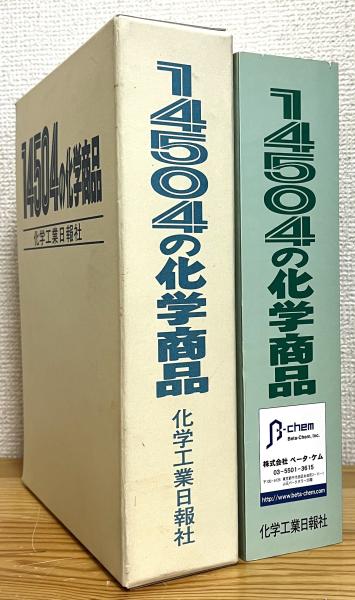 14504の化学商品
化学工業日報社
14504の化学商品
化学工業日報社
14504の化学商品
β-chem
Beta-Chem, Inc.
株式会社 ベータ・ケム
03-5501-3615
http://www.beta-chem.com
化学工業日報社